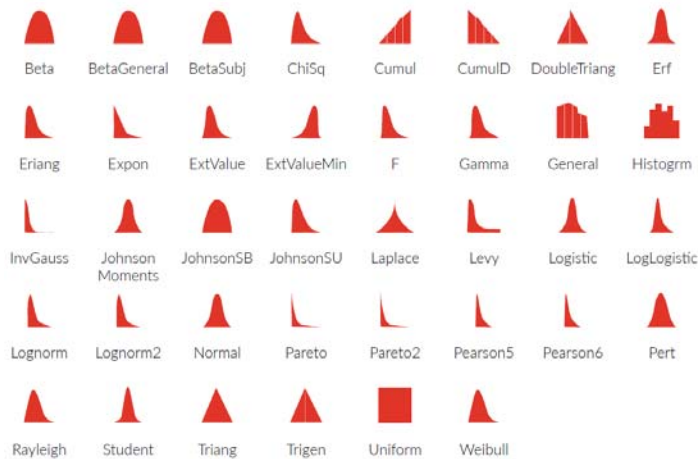 Beta BetaGeneral BetaSubj ChiSq Cumul CumulD DoubleTriang Erf
Eriang Expon ExtValue ExtValueMin F Gamma General Histogrm
InvGauss Johnson Moments JohnsonSB JohnsonSU Laplace Levy Logistic LogLogistic
Lognorm Lognorm2 Normal Pareto Pareto2 Pearson5 Pearson6 Pert
Rayleigh Student Triang Trigen Uniform Weibull